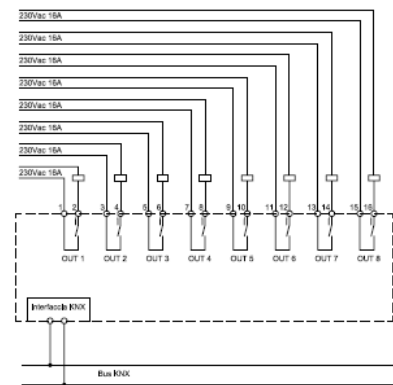 230Vac 16A
230Vac 16A
230Vac 16A
230Vac 16A
230Vac 16A
230Vac 16A
230Vac 16A
230Vac 16A
1 2 3 4 5 6 7 8 9 10 11 12 13 14 15 16
OUT 1 OUT 2 OUT 3 OUT 4 OUT 5 OUT 6 OUT 7 OUT 8
Interfaccia KNX
Bus KNX